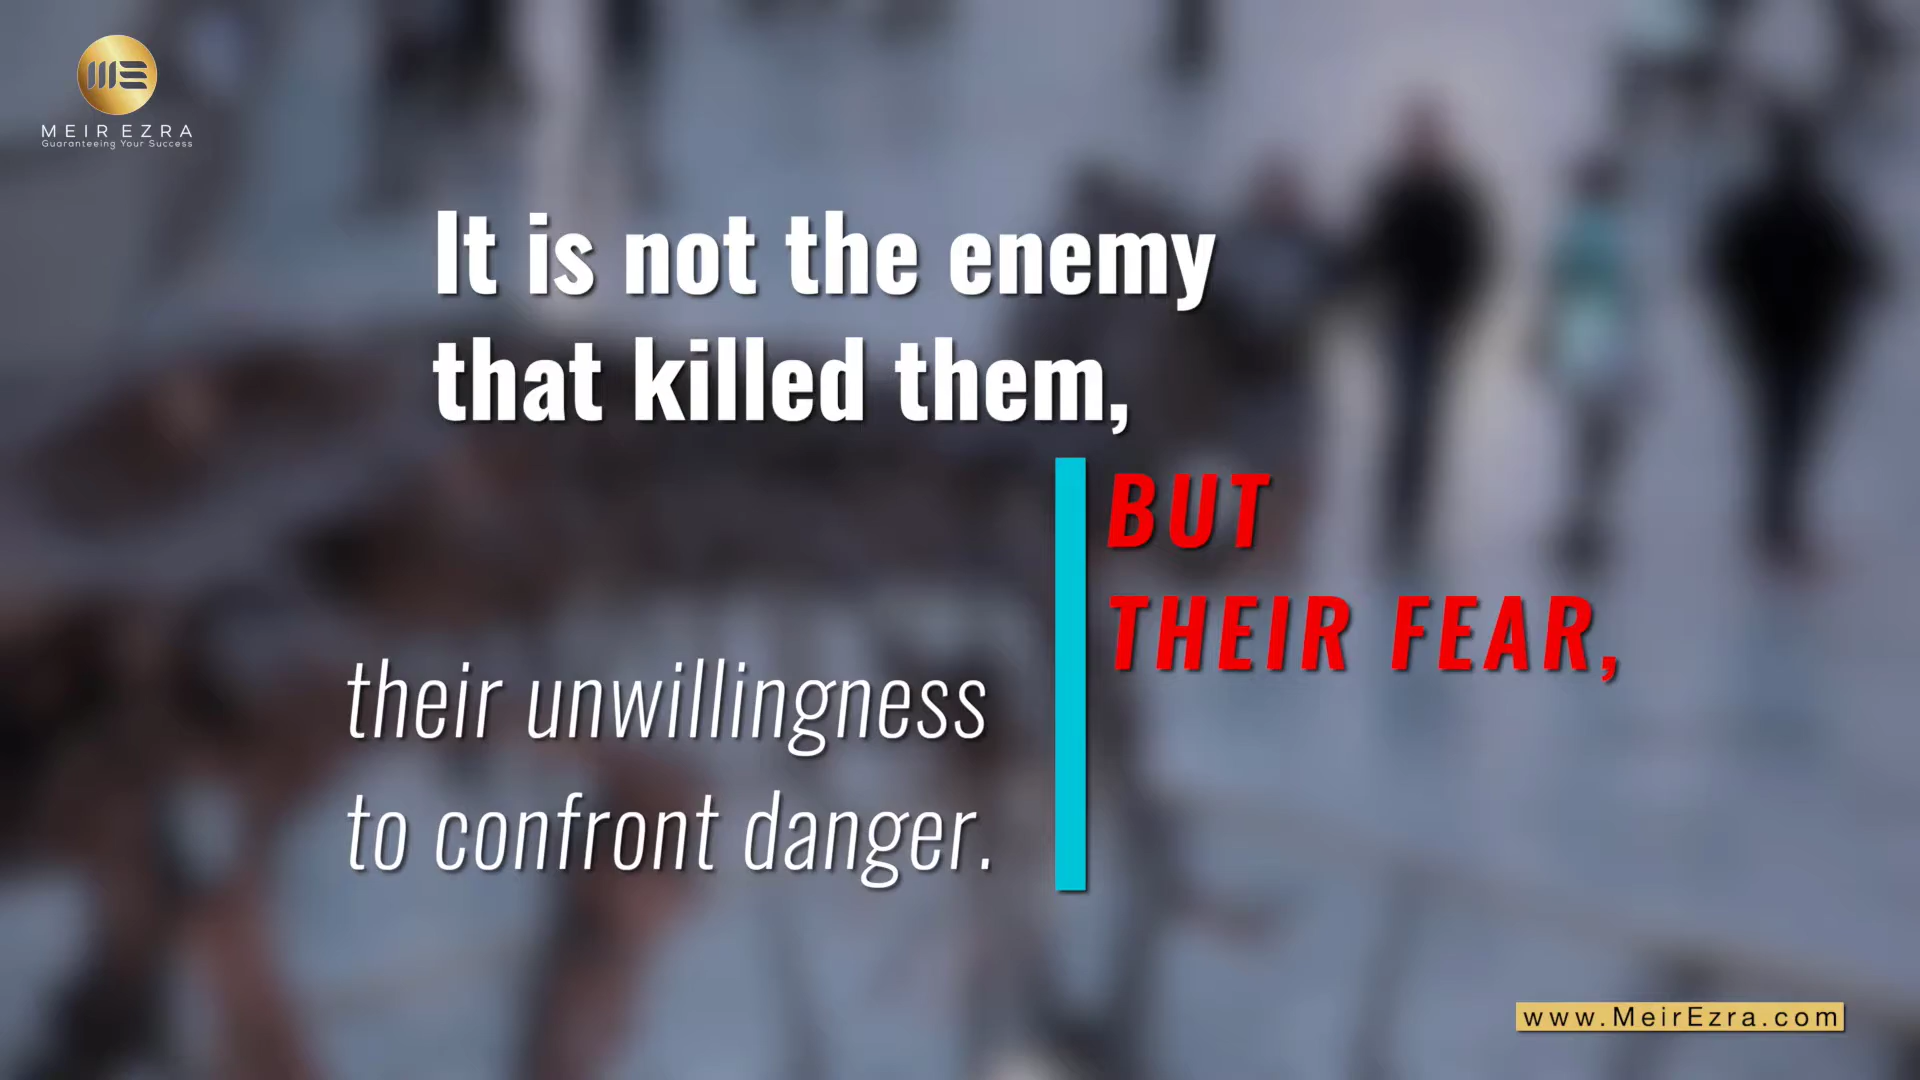 MEIR EZRA
Guaranteeing Your Success
It is not the enemy
that killed them,
BUT
THEIR FEAR,
their unwillingness
to confront danger.
www.MeirEzra.com